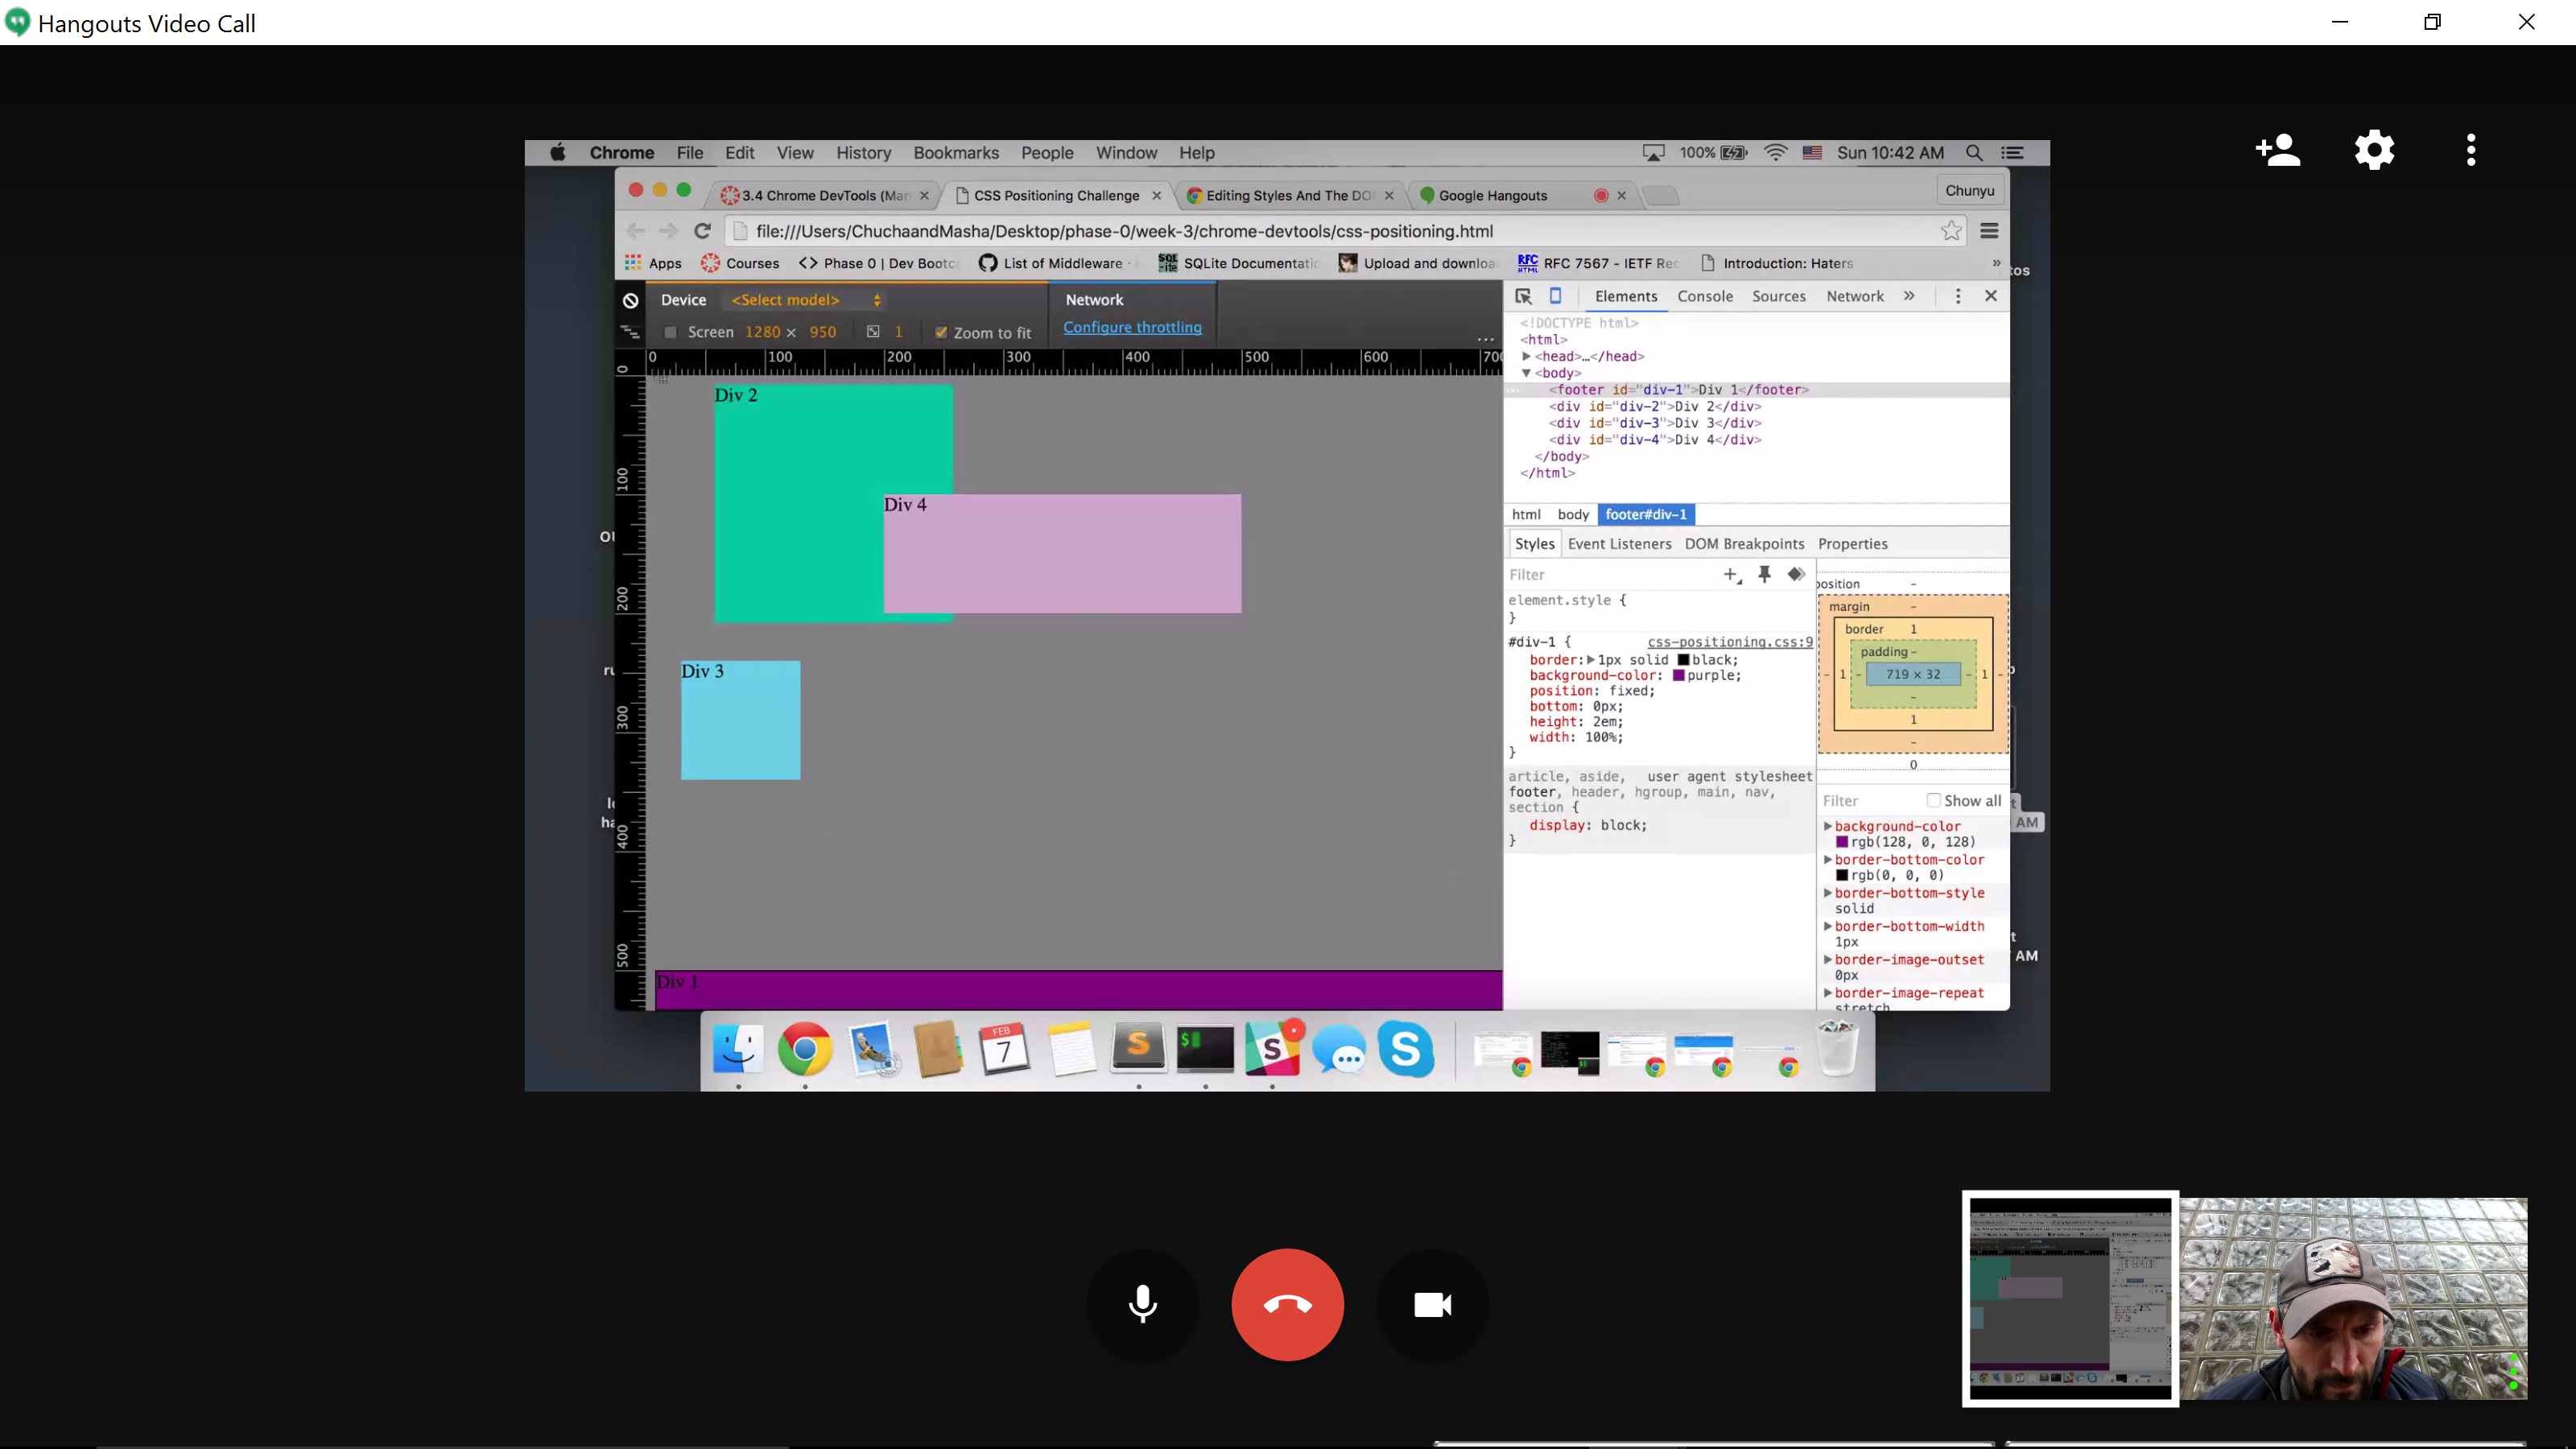 Hangouts Video Call
Chrome File Edit View History Bookmarks People Window Help 100% Sun 10:42 AM
3.4 Chrome DevTools (Mar CSS Positioning Challenge Editing Styles And The DO Google Hangouts Chunyu
file:///Users/ChuchaandMasha/Desktop/phase-0/week-3/chrome-devtools/css-positioning.html
Apps Courses <> Phase 0 | Dev Bootc List of Middleware · SQLite Documentati Upload and downloa RFC 7567 - IETF Re Introduction: Haters »
tos
Device <Select model> Network
Screen 1280 × 950 1 Zoom to fit Configure throttling
...
Elements Console Sources Network »
0 100 200 300 400 500 600 700
0
100
200
300
400
500
Div 2
Div 4
Div 3
Div 1
<!DOCTYPE html>
<html>
<head>…</head>
<body>
<footer id="div-1">Div 1</footer>
<div id="div-2">Div 2</div>
<div id="div-3">Div 3</div>
<div id="div-4">Div 4</div>
</body>
</html>
html body footer#div-1
Styles Event Listeners DOM Breakpoints Properties
Filter
element.style {
}
#div-1 { css-positioning.css:9
border: 1px solid black;
background-color: purple;
position: fixed;
bottom: 0px;
height: 2em;
width: 100%;
}
article, aside, user agent stylesheet
footer, header, hgroup, main, nav,
section {
display: block;
}
position -
margin -
border 1
padding -
- 1 - 719 × 32 - 1 -
-
1
-
0
Filter Show all
background-color
rgb(128, 0, 128)
border-bottom-color
rgb(0, 0, 0)
border-bottom-style
solid
border-bottom-width
1px
border-image-outset
0px
border-image-repeat
stretch
AM
AM
FEB
7